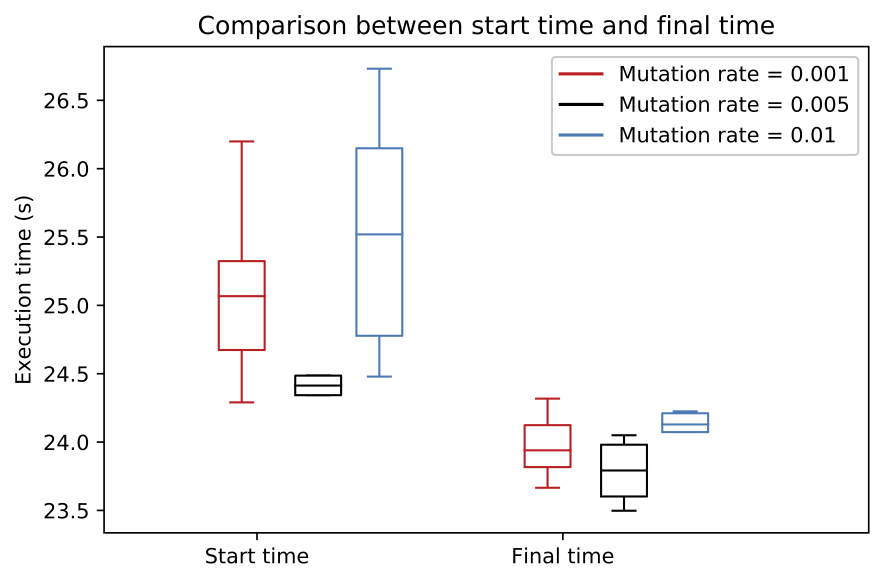 Comparison between start time and final time
Mutation rate = 0.001
Mutation rate = 0.005
Mutation rate = 0.01
Execution time (s)
26.5
26.0
25.5
25.0
24.5
24.0
23.5
Start time
Final time